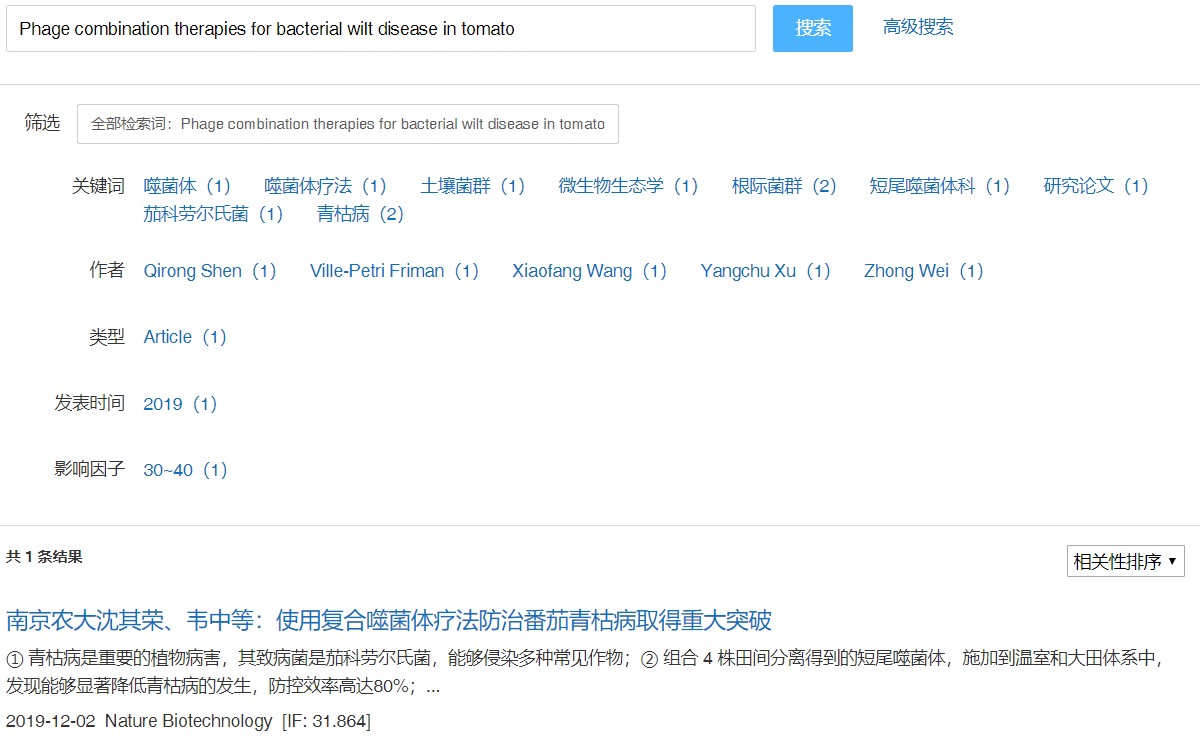 Phage combination therapies for bacterial wilt disease in tomato 搜索 高级搜索
筛选 全部检索词：Phage combination therapies for bacterial wilt disease in tomato
关键词 噬菌体（1） 噬菌体疗法（1） 土壤菌群（1） 微生物生态学（1） 根际菌群（2） 短尾噬菌体科（1） 研究论文（1）
茄科劳尔氏菌（1） 青枯病（2）
作者 Qirong Shen（1） Ville-Petri Friman（1） Xiaofang Wang（1） Yangchu Xu（1） Zhong Wei（1）
类型 Article（1）
发表时间 2019（1）
影响因子 30~40（1）
共 1 条结果 相关性排序 ▼
南京农大沈其荣、韦中等：使用复合噬菌体疗法防治番茄青枯病取得重大突破
① 青枯病是重要的植物病害，其致病菌是茄科劳尔氏菌，能够侵染多种常见作物；② 组合 4 株田间分离得到的短尾噬菌体，施加到温室和大田体系中，
发现能够显著降低青枯病的发生，防控效率高达80%；...
2019-12-02 Nature Biotechnology [IF: 31.864]